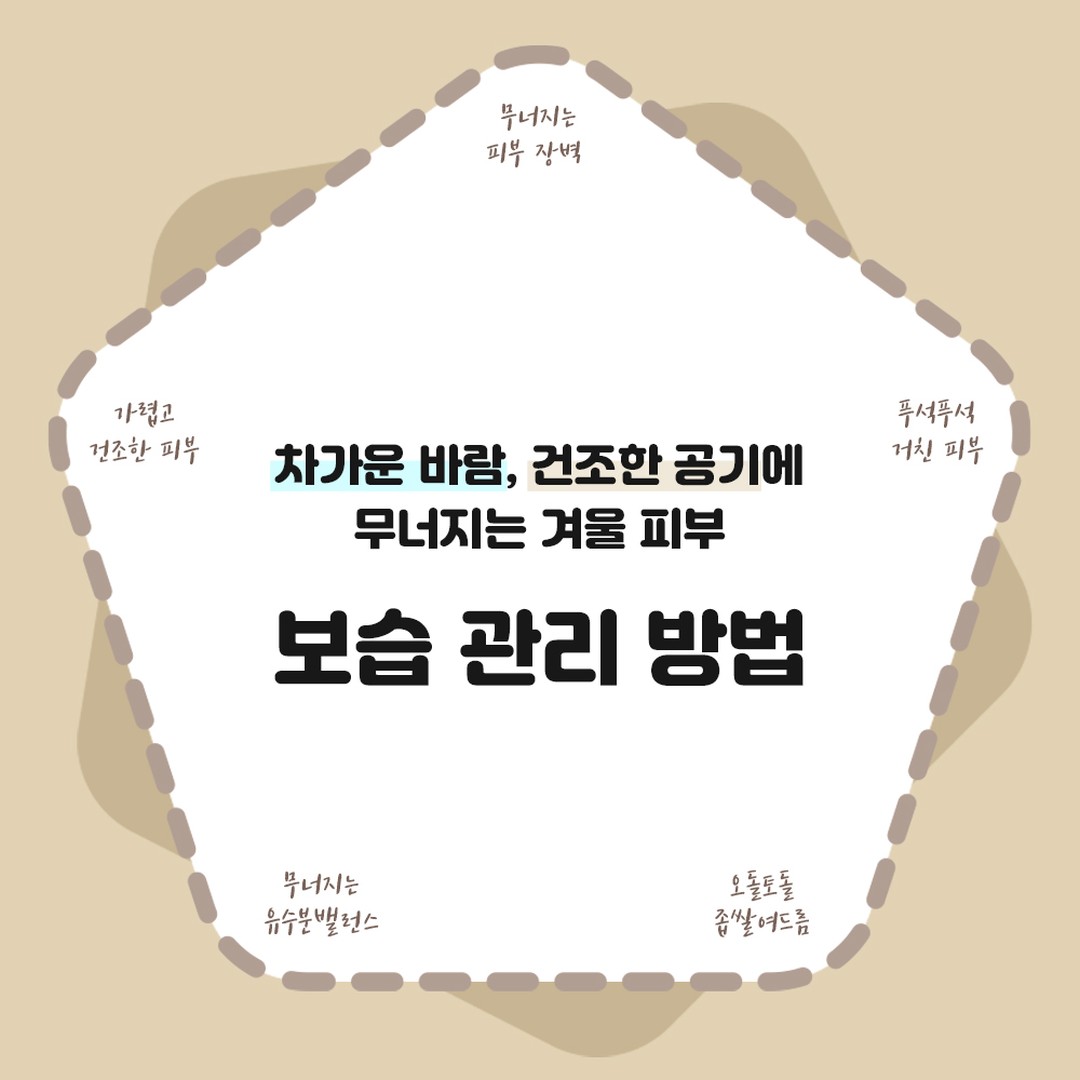 무너지는
피부 장벽
가렵고
건조한 피부
푸석푸석
거친 피부
차가운 바람, 건조한 공기에
무너지는 겨울 피부
보습 관리 방법
무너지는
유수분밸런스
오돌토돌
좁쌀여드름